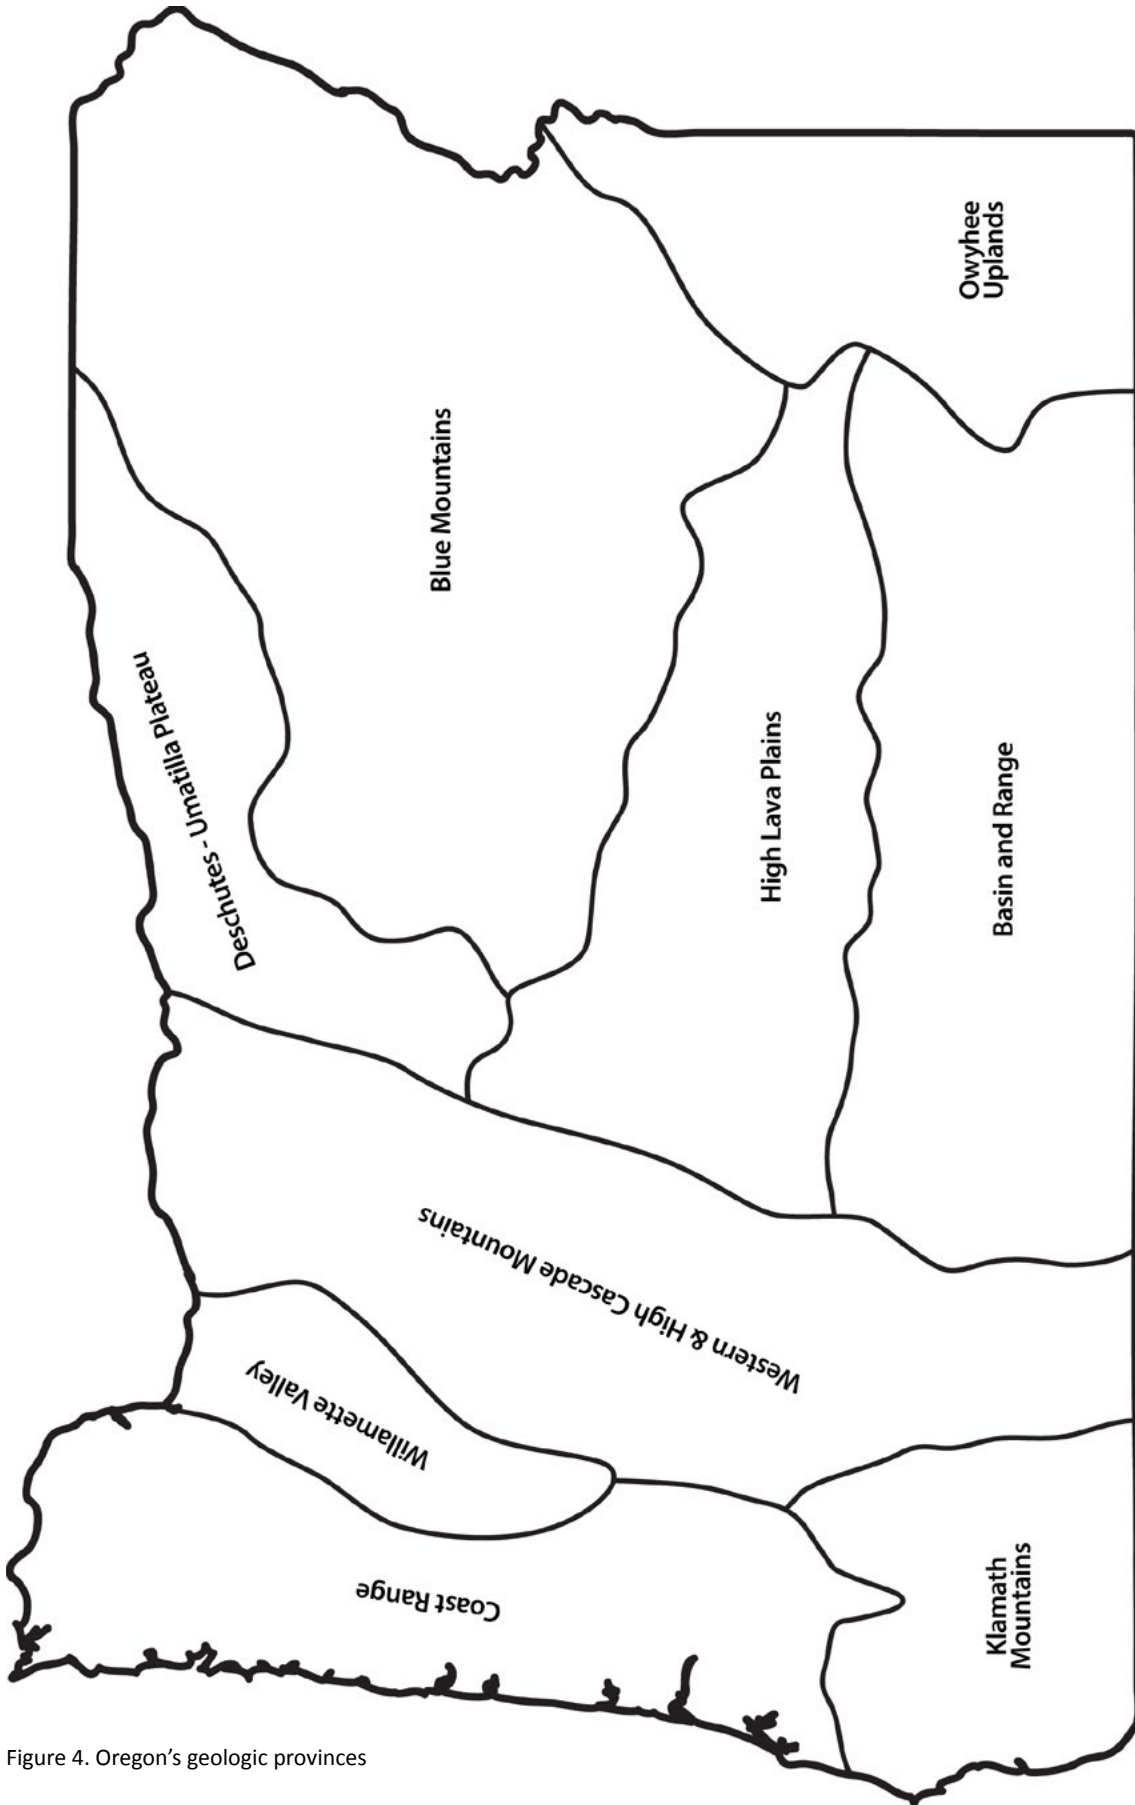 Deschutes - Umatilla Plateau
Blue Mountains
Owyhee
Uplands
High Lava Plains
Basin and Range
Western & High Cascade Mountains
Willamette Valley
Coast Range
Klamath
Mountains
Figure 4. Oregon’s geologic provinces